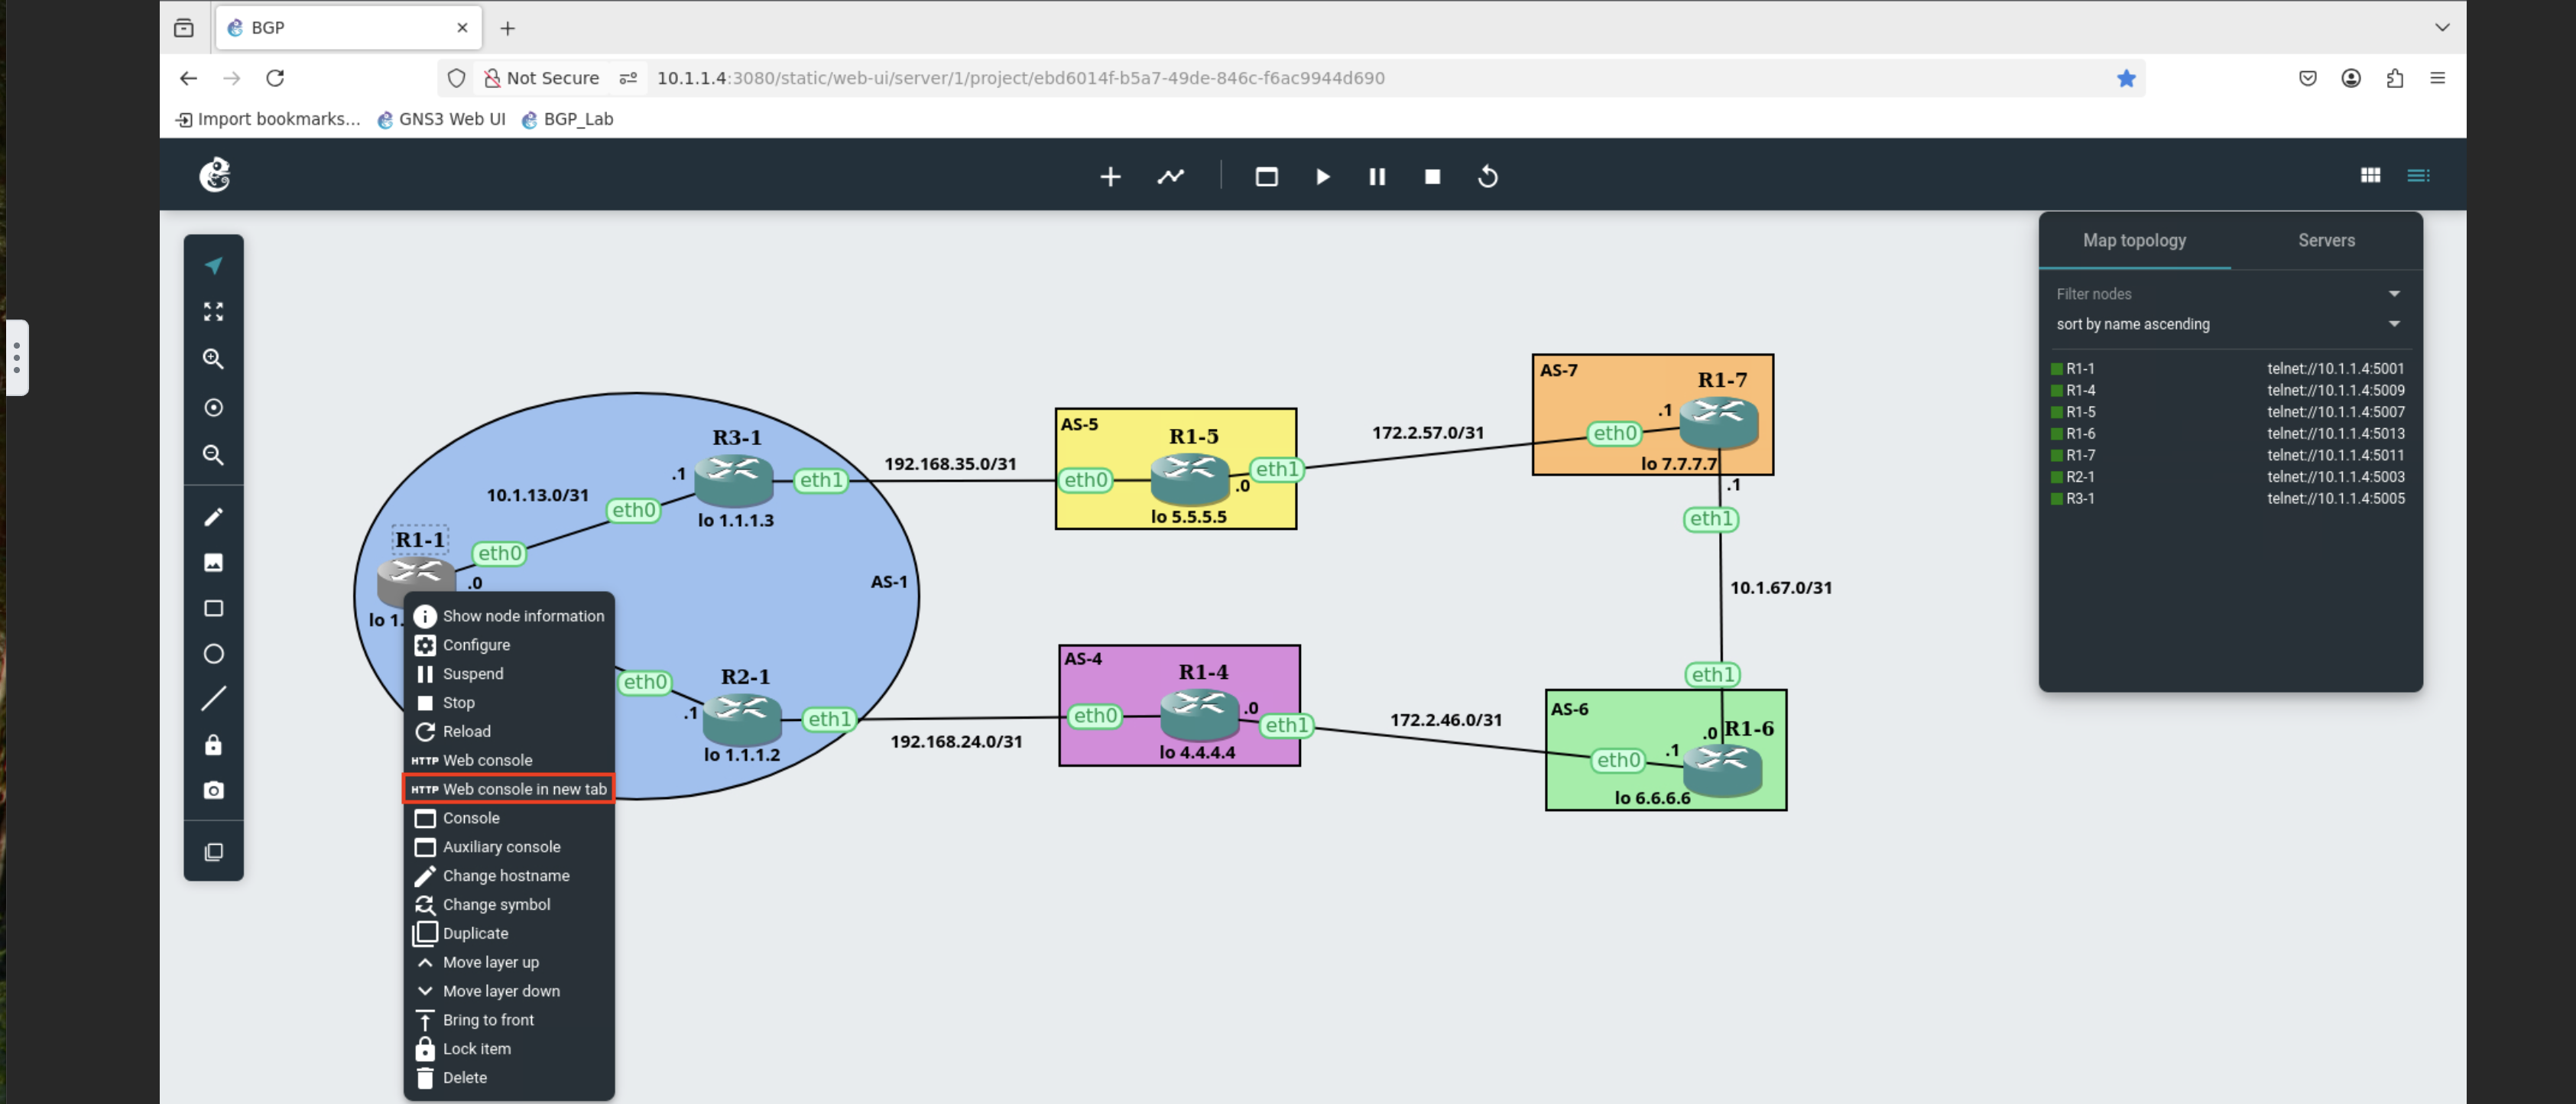 BGP
Not Secure
10.1.1.4:3080/static/web-ui/server/1/project/ebd6014f-b5a7-49de-846c-f6ac9944d690
Import bookmarks...
GNS3 Web UI
BGP_Lab
Map topology
Servers
Filter nodes
sort by name ascending
R1-1 telnet://10.1.1.4:5001
R1-4 telnet://10.1.1.4:5009
R1-5 telnet://10.1.1.4:5007
R1-6 telnet://10.1.1.4:5013
R1-7 telnet://10.1.1.4:5011
R2-1 telnet://10.1.1.4:5003
R3-1 telnet://10.1.1.4:5005
AS-7
R1-7
.1
eth0
lo 7.7.7.7
.1
eth1
172.2.57.0/31
AS-5
R1-5
eth0
eth1
.0
lo 5.5.5.5
192.168.35.0/31
R3-1
.1
eth1
eth0
lo 1.1.1.3
10.1.13.0/31
R1-1
eth0
.0
lo 1.
AS-1
10.1.67.0/31
AS-4
R1-4
eth0
.0
eth1
lo 4.4.4.4
172.2.46.0/31
eth1
AS-6
.0
R1-6
.1
eth0
lo 6.6.6.6
R2-1
eth0
.1
eth1
lo 1.1.1.2
192.168.24.0/31
Show node information
Configure
Suspend
Stop
Reload
HTTP Web console
HTTP Web console in new tab
Console
Auxiliary console
Change hostname
Change symbol
Duplicate
Move layer up
Move layer down
Bring to front
Lock item
Delete